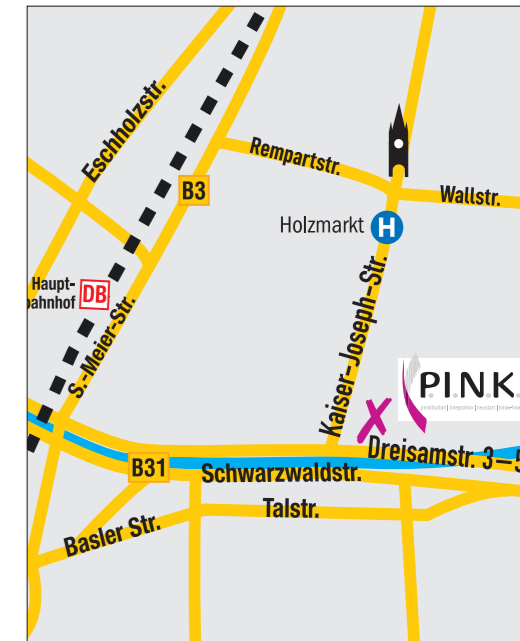 Eschholzstr.
Rempartstr.
B3
Wallstr.
Holzmarkt
H
Haupt-
bahnhof
DB
S.-Meier-Str.
Kaiser-Joseph-Str.
P.I.N.K.
Dreisamstr. 3–5
B31
Schwarzwaldstr.
Talstr.
Basler Str.